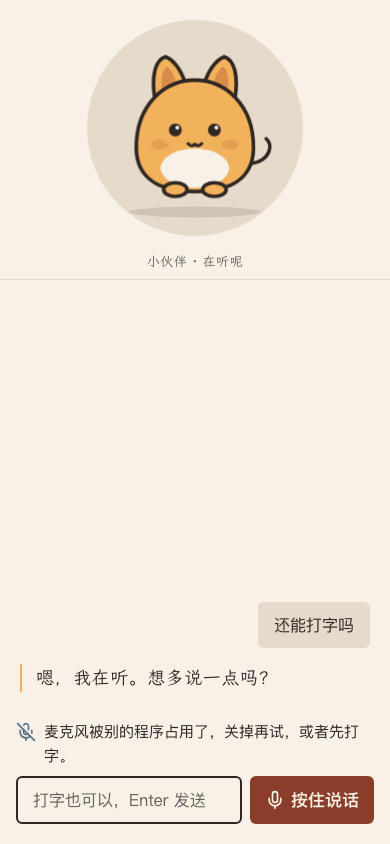 小伙伴・在听呢
还能打字吗
嗯，我在听。想多说一点吗？
麦克风被别的程序占用了，关掉再试，或者先打
字。
打字也可以，Enter 发送
按住说话